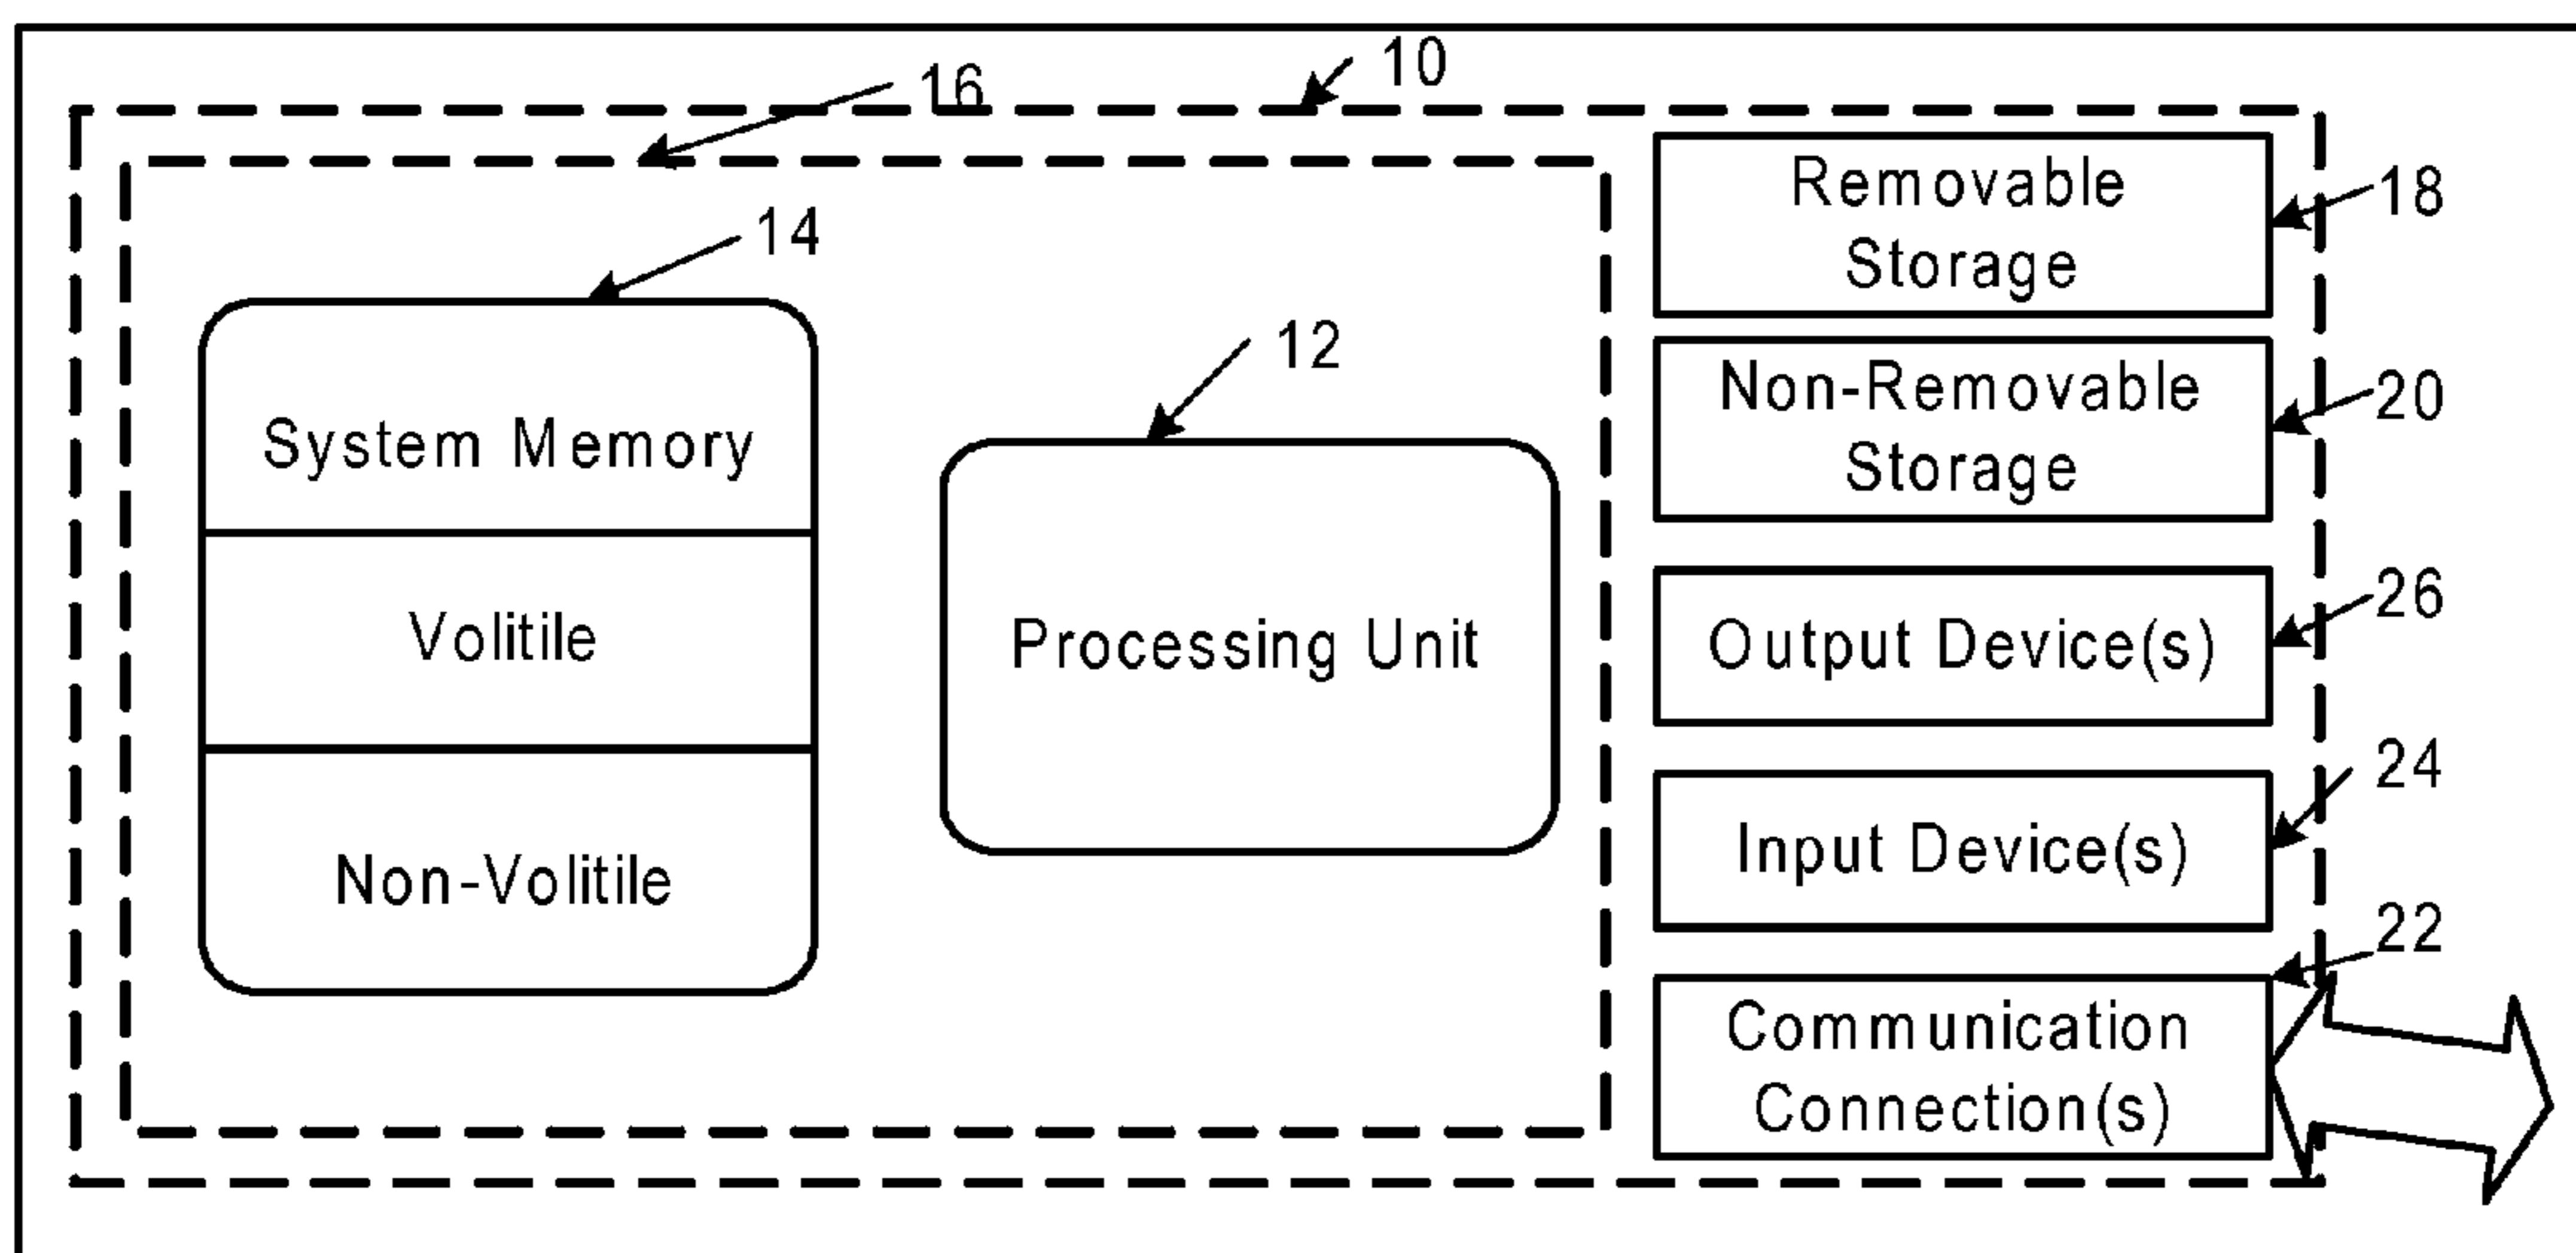 10
16
14
12
System Memory
Volitile
Non-Volitile
Processing Unit
Removable
Storage
18
Non-Removable
Storage
20
Output Device(s)
26
Input Device(s)
24
Communication
Connection(s)
22